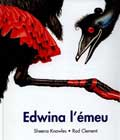 Edwina l'émeu
Sheena Knowles • Rod Clement